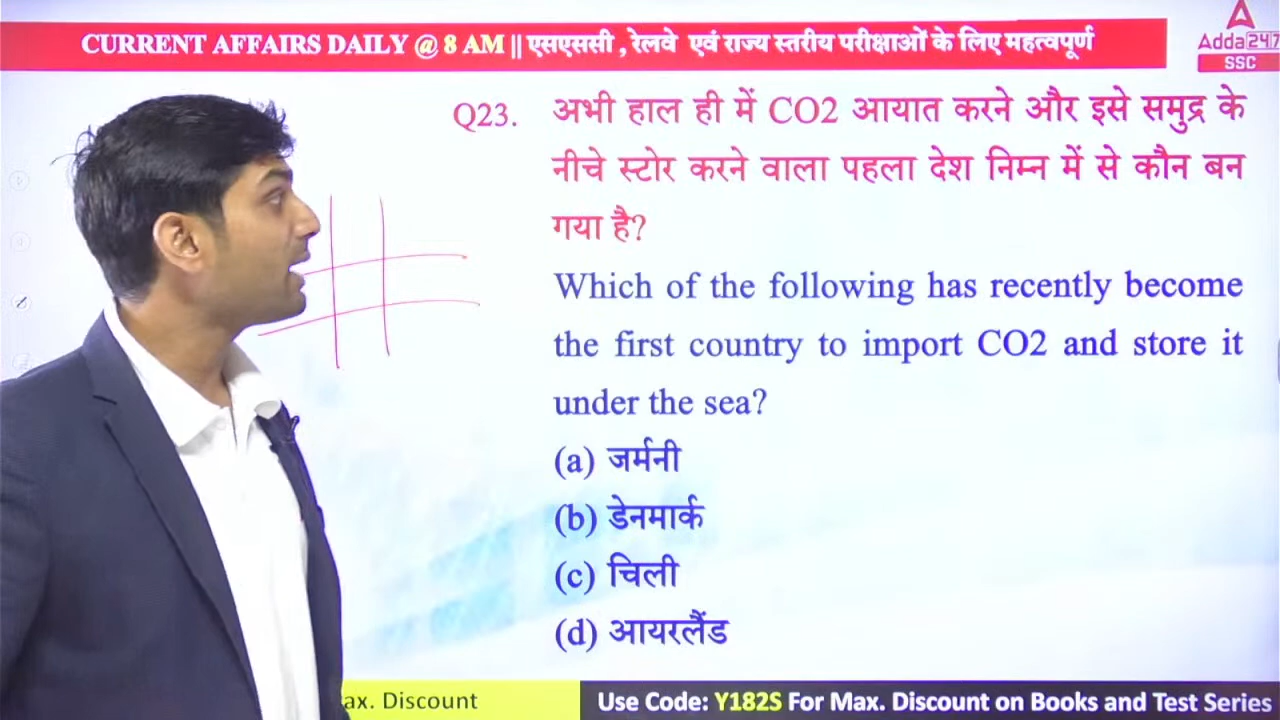 CURRENT AFFAIRS DAILY @ 8 AM || एसएससी , रेलवे एवं राज्य स्तरीय परीक्षाओं के लिए महत्वपूर्ण
Adda247
SSC
Q23. अभी हाल ही में CO2 आयात करने और इसे समुद्र के
नीचे स्टोर करने वाला पहला देश निम्न में से कौन बन
गया है?
Which of the following has recently become
the first country to import CO2 and store it
under the sea?
(a) जर्मनी
(b) डेनमार्क
(c) चिली
(d) आयरलैंड
ax. Discount
Use Code: Y182S For Max. Discount on Books and Test Series